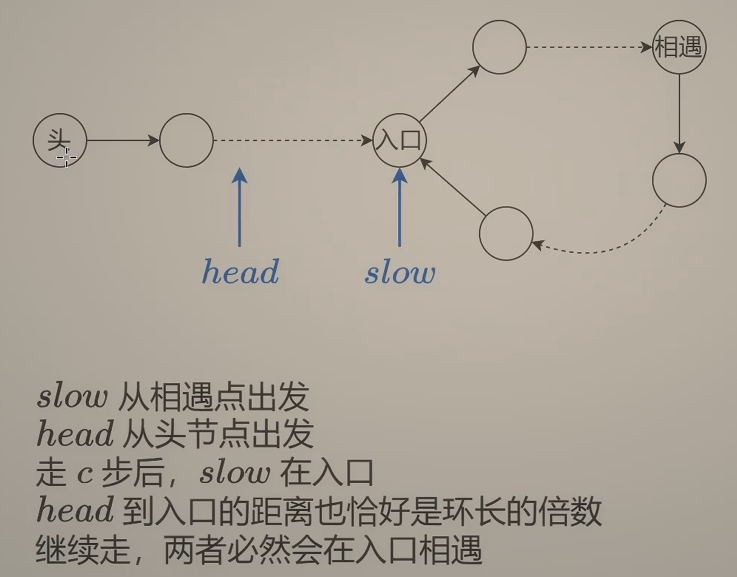 相遇
头
入口
head
slow
slow 从相遇点出发
head 从头节点出发
走 c 步后，slow 在入口
head 到入口的距离也恰好是环长的倍数
继续走，两者必然会在入口相遇